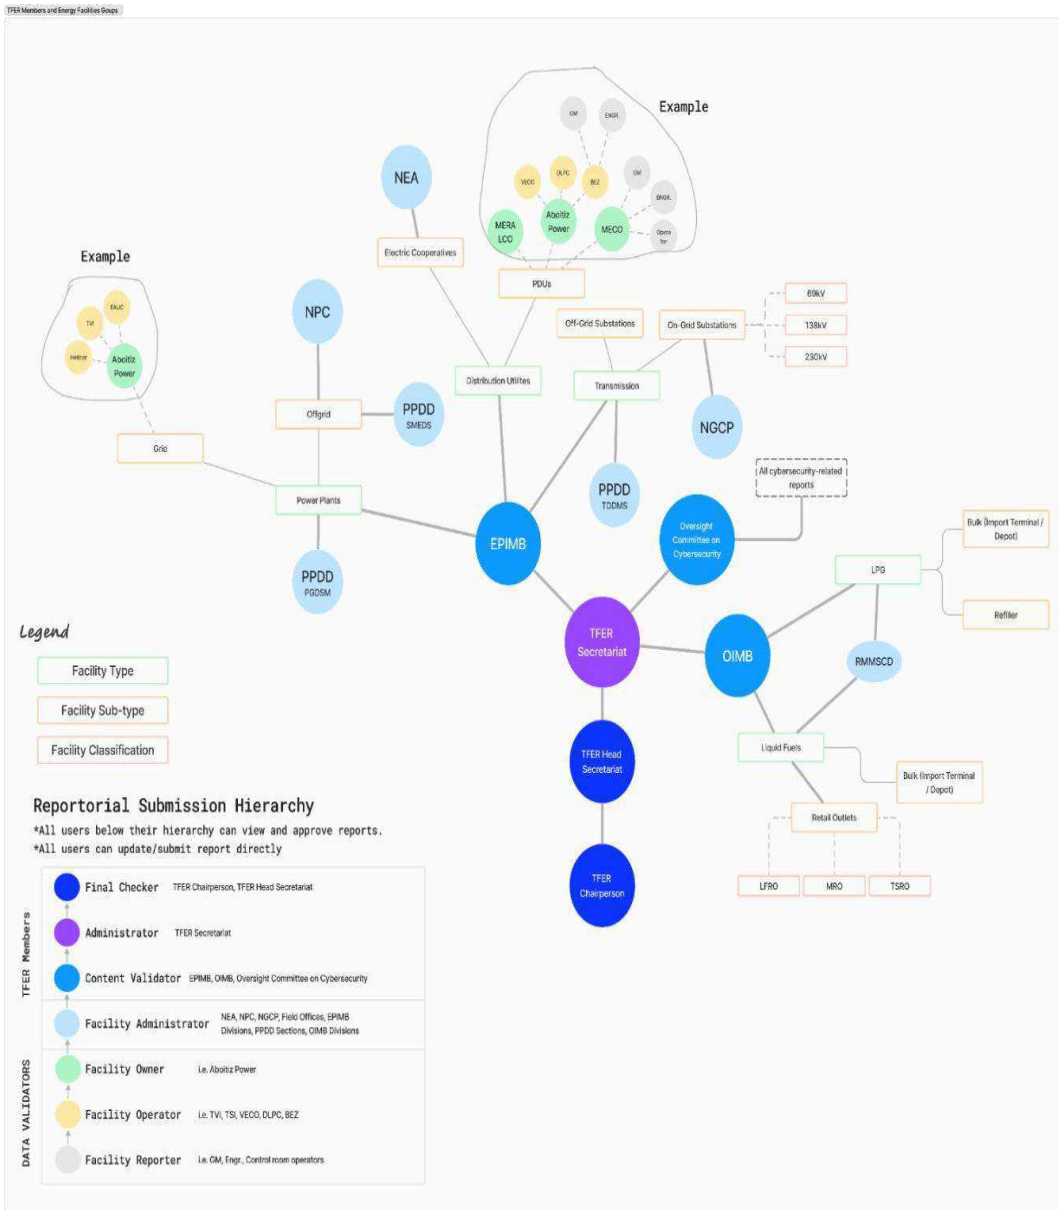 TFER Members and Energy Facilities Goups
Example
GM
ENGR.
NEA
VECO
DLPC
BEZ
GM
ENGR.
MERA
LCO
Aboitiz
Power
MECO
Opera
tor
Electric Cooperatives
Example
PDUs
EAUC
TVI
Hedcor
Aboitiz
Power
NPC
Off-Grid Substations
On-Grid Substations
69kV
138kV
230kV
Distribution Utilites
Transmission
Offgrid
PPDD
SMEDS
NGCP
Grid
All cybersecurity-related
reports
Power Plants
PPDD
TDDMS
Oversight
Committee on
Cybersecurity
EPIMB
Bulk (Import Terminal /
Depot)
LPG
PPDD
PGDSM
Refiller
TFER
Secretariat
OIMB
RMMSCD
Legend
Facility Type
Facility Sub-type
Facility Classification
Liquid Fuels
TFER Head
Secretariat
Bulk (Import Terminal
/ Depot)
Retail Outlets
TFER
Chairperson
LFRO
MRO
TSRO
Reportorial Submission Hierarchy
*All users below their hierarchy can view and approve reports.
*All users can update/submit report directly
TFER Members
Final Checker TFER Chairperson, TFER Head Secretariat
Administrator TFER Secretariat
Content Validator EPIMB, OIMB, Oversight Committee on Cybersecurity
Facility Administrator NEA, NPC, NGCP, Field Offices, EPIMB
Divisions, PPDD Sections, OIMB Divisions
DATA VALIDATORS
Facility Owner i.e. Aboitiz Power
Facility Operator i.e. TVI, TSI, VECO, DLPC, BEZ
Facility Reporter i.e. GM, Engr., Control room operators